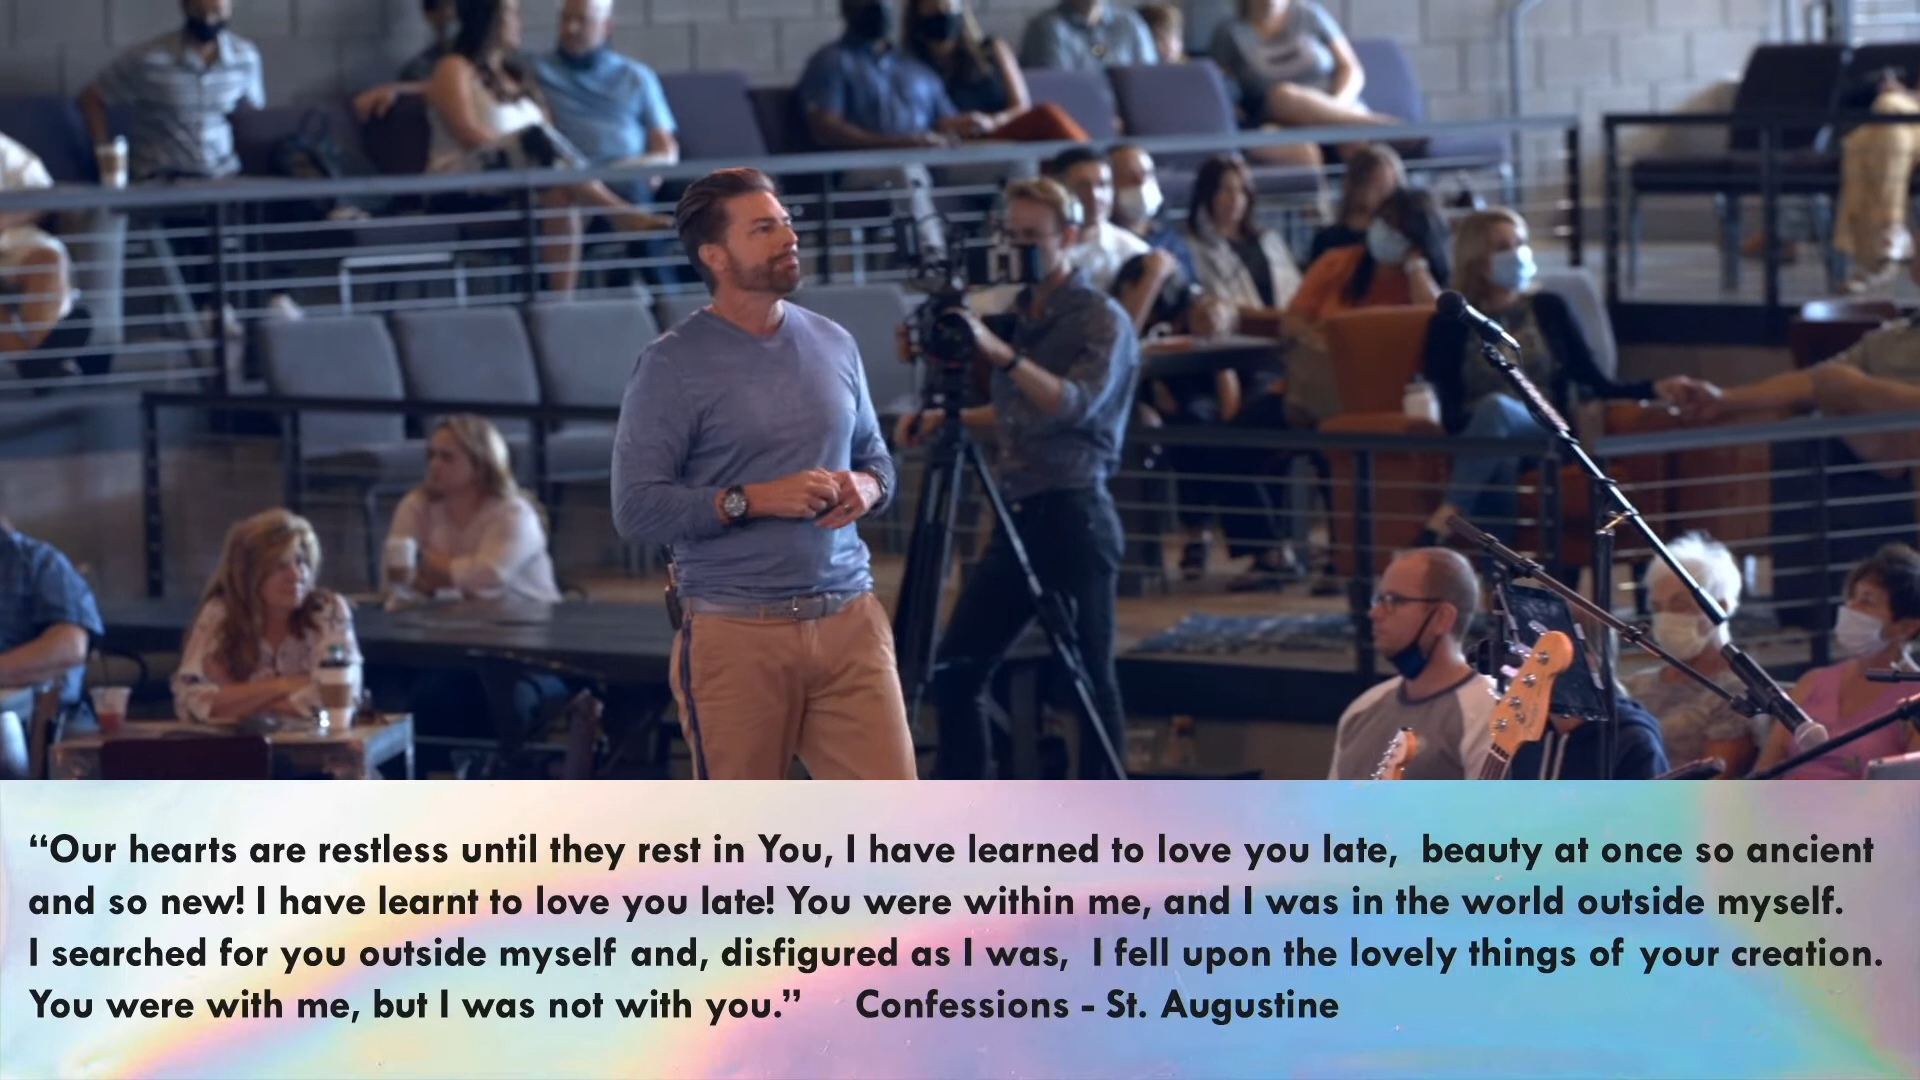 “Our hearts are restless until they rest in You, I have learned to love you late, beauty at once so ancient
and so new! I have learnt to love you late! You were within me, and I was in the world outside myself.
I searched for you outside myself and, disfigured as I was, I fell upon the lovely things of your creation.
You were with me, but I was not with you.” Confessions - St. Augustine